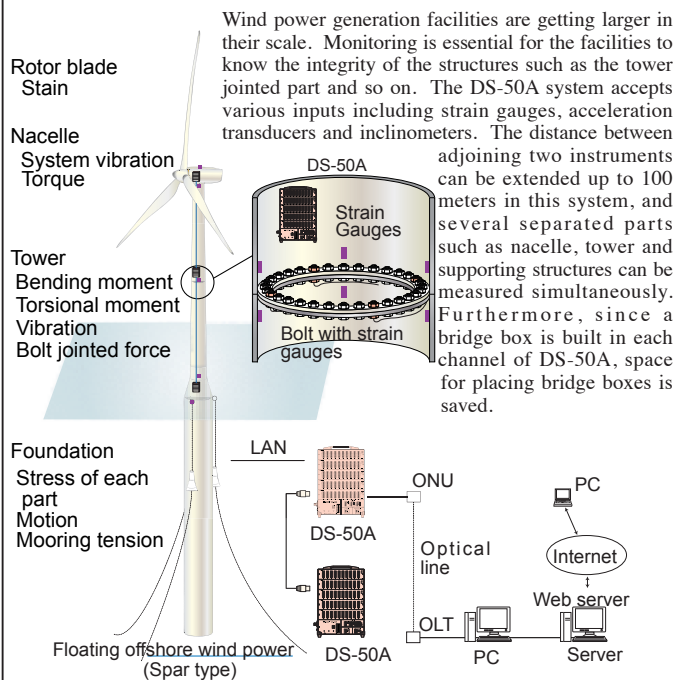 Wind power generation facilities are getting larger in
their scale. Monitoring is essential for the facilities to
know the integrity of the structures such as the tower
jointed part and so on. The DS-50A system accepts
various inputs including strain gauges, acceleration
transducers and inclinometers. The distance between
adjoining two instruments
can be extended up to 100
meters in this system, and
several separated parts
such as nacelle, tower and
supporting structures can be
measured simultaneously.
Furthermore, since a
bridge box is built in each
channel of DS-50A, space
for placing bridge boxes is
saved.
Rotor blade
Stain
Nacelle
System vibration
Torque
Tower
Bending moment
Torsional moment
Vibration
Bolt jointed force
DS-50A
Strain
Gauges
Bolt with strain
gauges
Foundation
Stress of each
part
Motion
Mooring tension
Floating offshore wind power
(Spar type)
LAN
DS-50A
DS-50A
ONU
Optical
line
OLT
PC
PC
Internet
Web server
Server